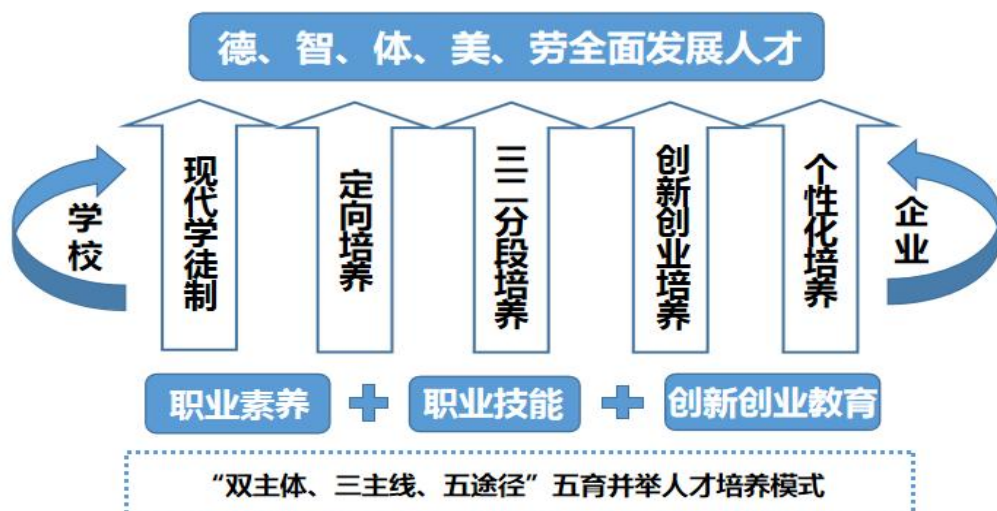 德、智、体、美、劳全面发展人才
学校
现代学徒制
定向培养
三二分段培养
创新创业培养
个性化培养
企业
职业素养
职业技能
创新创业教育
“双主体、三主线、五途径”五育并举人才培养模式